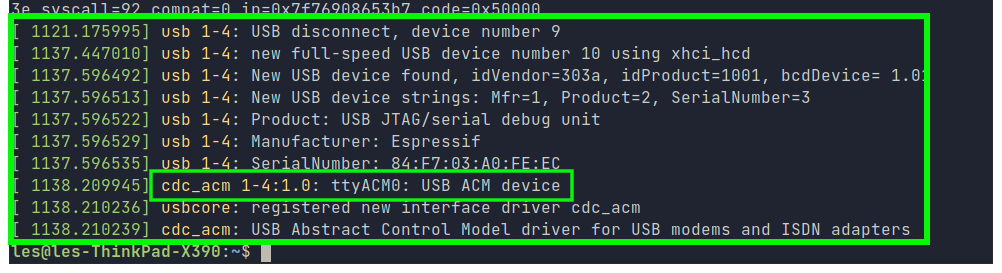 3e syscall=92 compat=0 ip=0x7f76908653b7 code=0x50000
[ 1121.175995] usb 1-4: USB disconnect, device number 9
[ 1137.447010] usb 1-4: new full-speed USB device number 10 using xhci_hcd
[ 1137.596492] usb 1-4: New USB device found, idVendor=303a, idProduct=1001, bcdDevice= 1.01
[ 1137.596513] usb 1-4: New USB device strings: Mfr=1, Product=2, SerialNumber=3
[ 1137.596522] usb 1-4: Product: USB JTAG/serial debug unit
[ 1137.596529] usb 1-4: Manufacturer: Espressif
[ 1137.596535] usb 1-4: SerialNumber: 84:F7:03:A0:FE:EC
[ 1138.209945] cdc_acm 1-4:1.0: ttyACM0: USB ACM device
[ 1138.210236] usbcore: registered new interface driver cdc_acm
[ 1138.210239] cdc_acm: USB Abstract Control Model driver for USB modems and ISDN adapters
les@les-ThinkPad-X390:~$